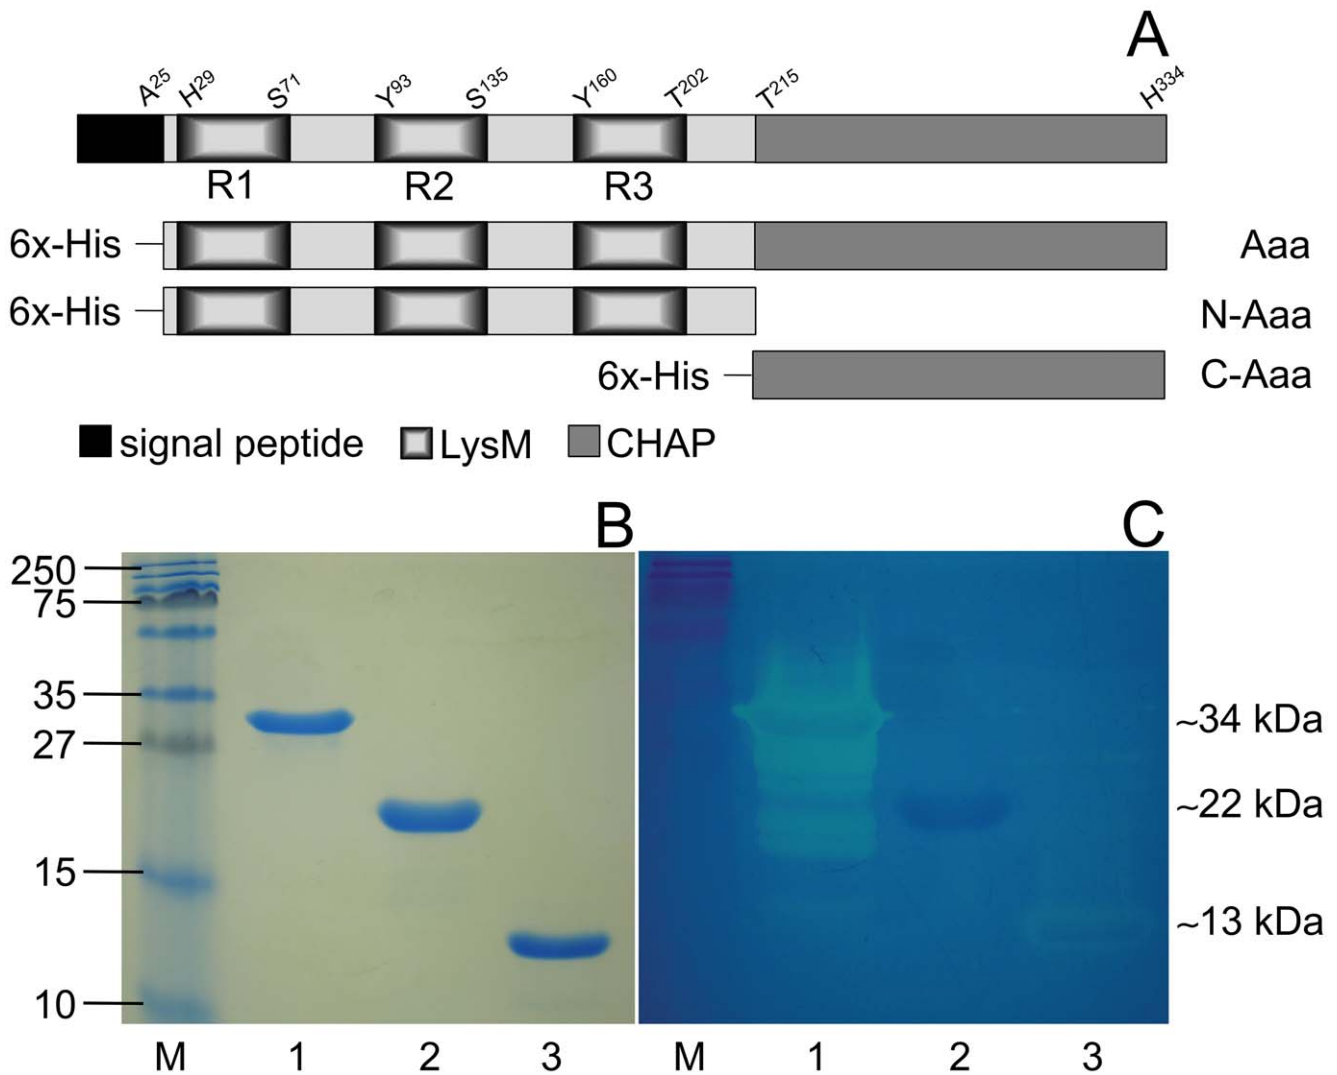 A
A25 H29 S71 Y93 S135 Y160 T202 T215 H334
R1 R2 R3
6x-His Aaa
6x-His N-Aaa
6x-His C-Aaa
signal peptide LysM CHAP
B C
250
75
35
27
15
10
~34 kDa
~22 kDa
~13 kDa
M 1 2 3 M 1 2 3